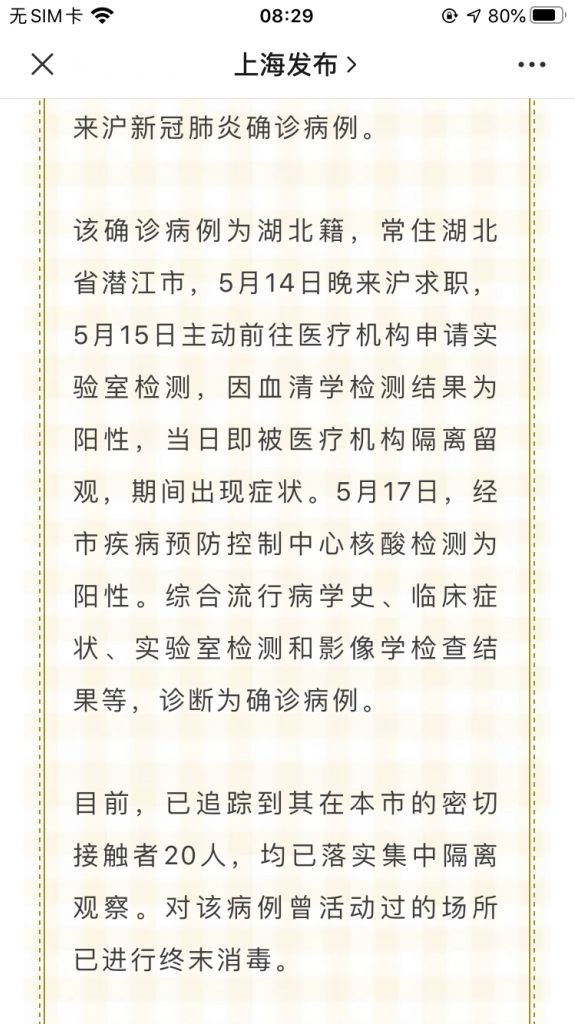 无SIM卡 08:29 80%
上海发布
来沪新冠肺炎确诊病例。
该确诊病例为湖北籍，常住湖北
省潜江市，5月14日晚来沪求职，
5月15日主动前往医疗机构申请实
验室检测，因血清学检测结果为
阳性，当日即被医疗机构隔离留
观，期间出现症状。5月17日，经
市疾病预防控制中心核酸检测为
阳性。综合流行病学史、临床症
状、实验室检测和影像学检查结
果等，诊断为确诊病例。
目前，已追踪到其在本市的密切
接触者20人，均已落实集中隔离
观察。对该病例曾活动过的场所
已进行终末消毒。